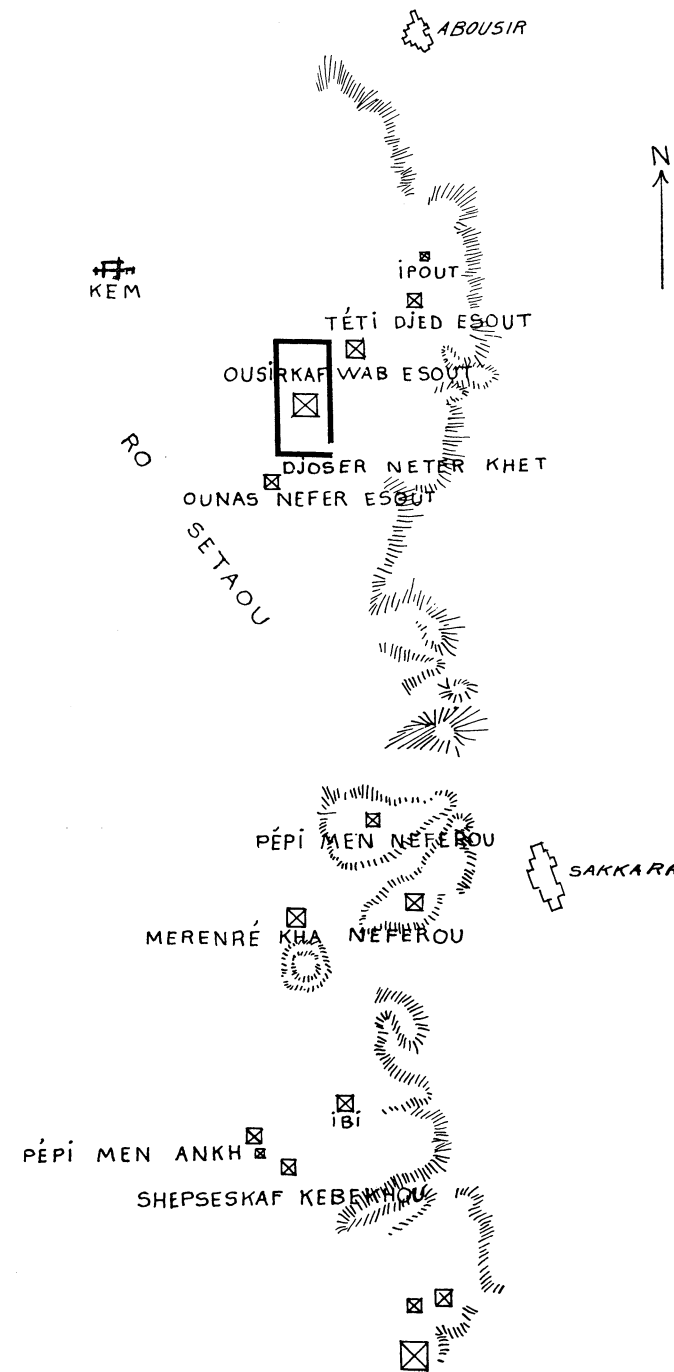 ABOUSIR
N
iPOUT
KEM
TÉTi DJED ESOUT
OUSiRKAF WAB ESOUT
RO
DJOSER NETER KHET
OUNAS NEFER ESOUT
SETAOU
PÉPi MEN NEFEROU
SAKKARA
MERENRÉ KHA NEFEROU
iBi
PÉPi MEN ANKH
SHEPSESKAF KEBEKHOU